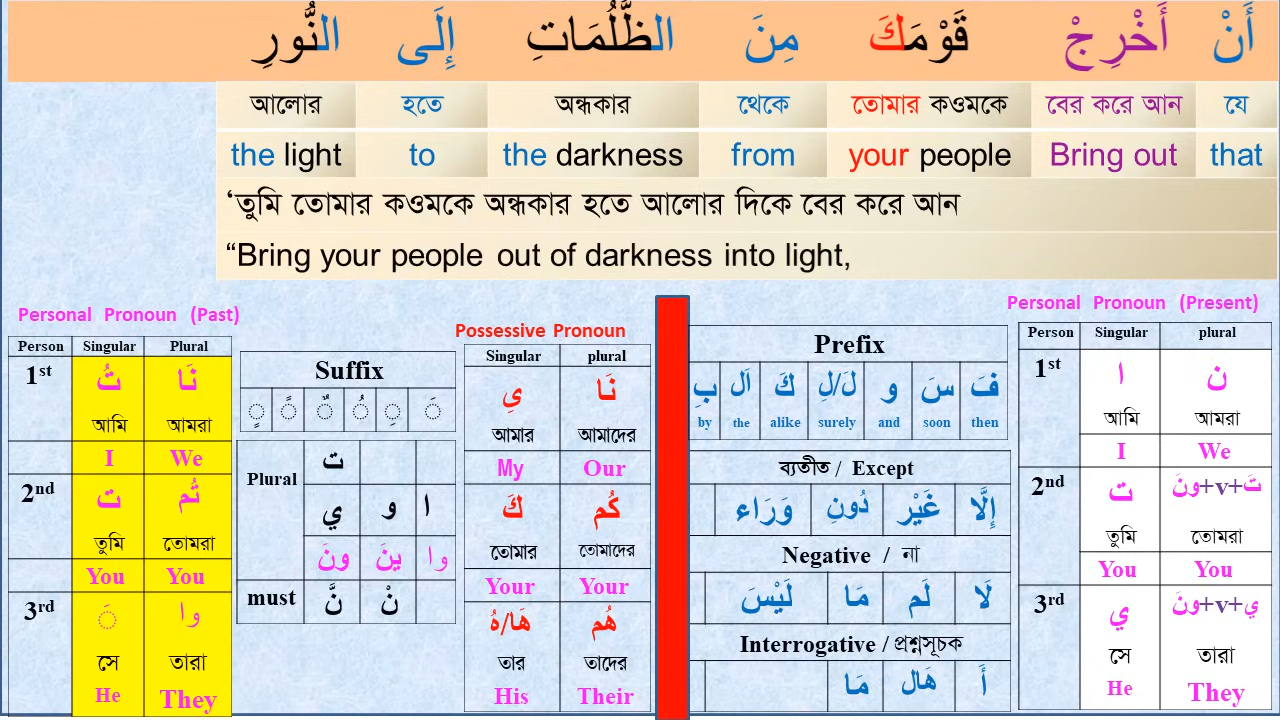 أَنْ أَخْرِجْ قَوْمَكَ مِنَ الظُّلُمَاتِ إِلَى النُّورِ
আলোর হতে অন্ধকার থেকে তোমার কওমকে বের করে আন যে
the light to the darkness from your people Bring out that
‘তুমি তোমার কওমকে অন্ধকার হতে আলোর দিকে বের করে আন
“Bring your people out of darkness into light,
Personal Pronoun (Past)
Person Singular Plural
1st تُ نَا
আমি আমরা
I We
2nd ت تُم
তুমি তোমরা
You You
3rd َ وا
সে তারা
He They
Suffix
ٍ ً ٌ ُ ِ َ
Plural ت
ي و ا
ونَ ينَ وا
must نَّ نْ
Possessive Pronoun
Singular plural
يِ نَا
আমার আমাদের
My Our
كَ كُم
তোমার তোমাদের
Your Your
هَا/هُ هُم
তার তাদের
His Their
Prefix
بِ اَل كَ لَ/لِ و سَ فَ
by the alike surely and soon then
ব্যতীত / Except
وَرَاء دُونِ غَيْر إِلَّا
Negative / না
لَيْسَ مَا لَم لَا
Interrogative / প্রশ্নসূচক
مَا هَال أَ
Personal Pronoun (Present)
Person Singular plural
1st ا ن
আমি আমরা
I We
2nd ت تَ+v+ونَ
তুমি তোমরা
You You
3rd ي ي+v+ونَ
সে তারা
He They